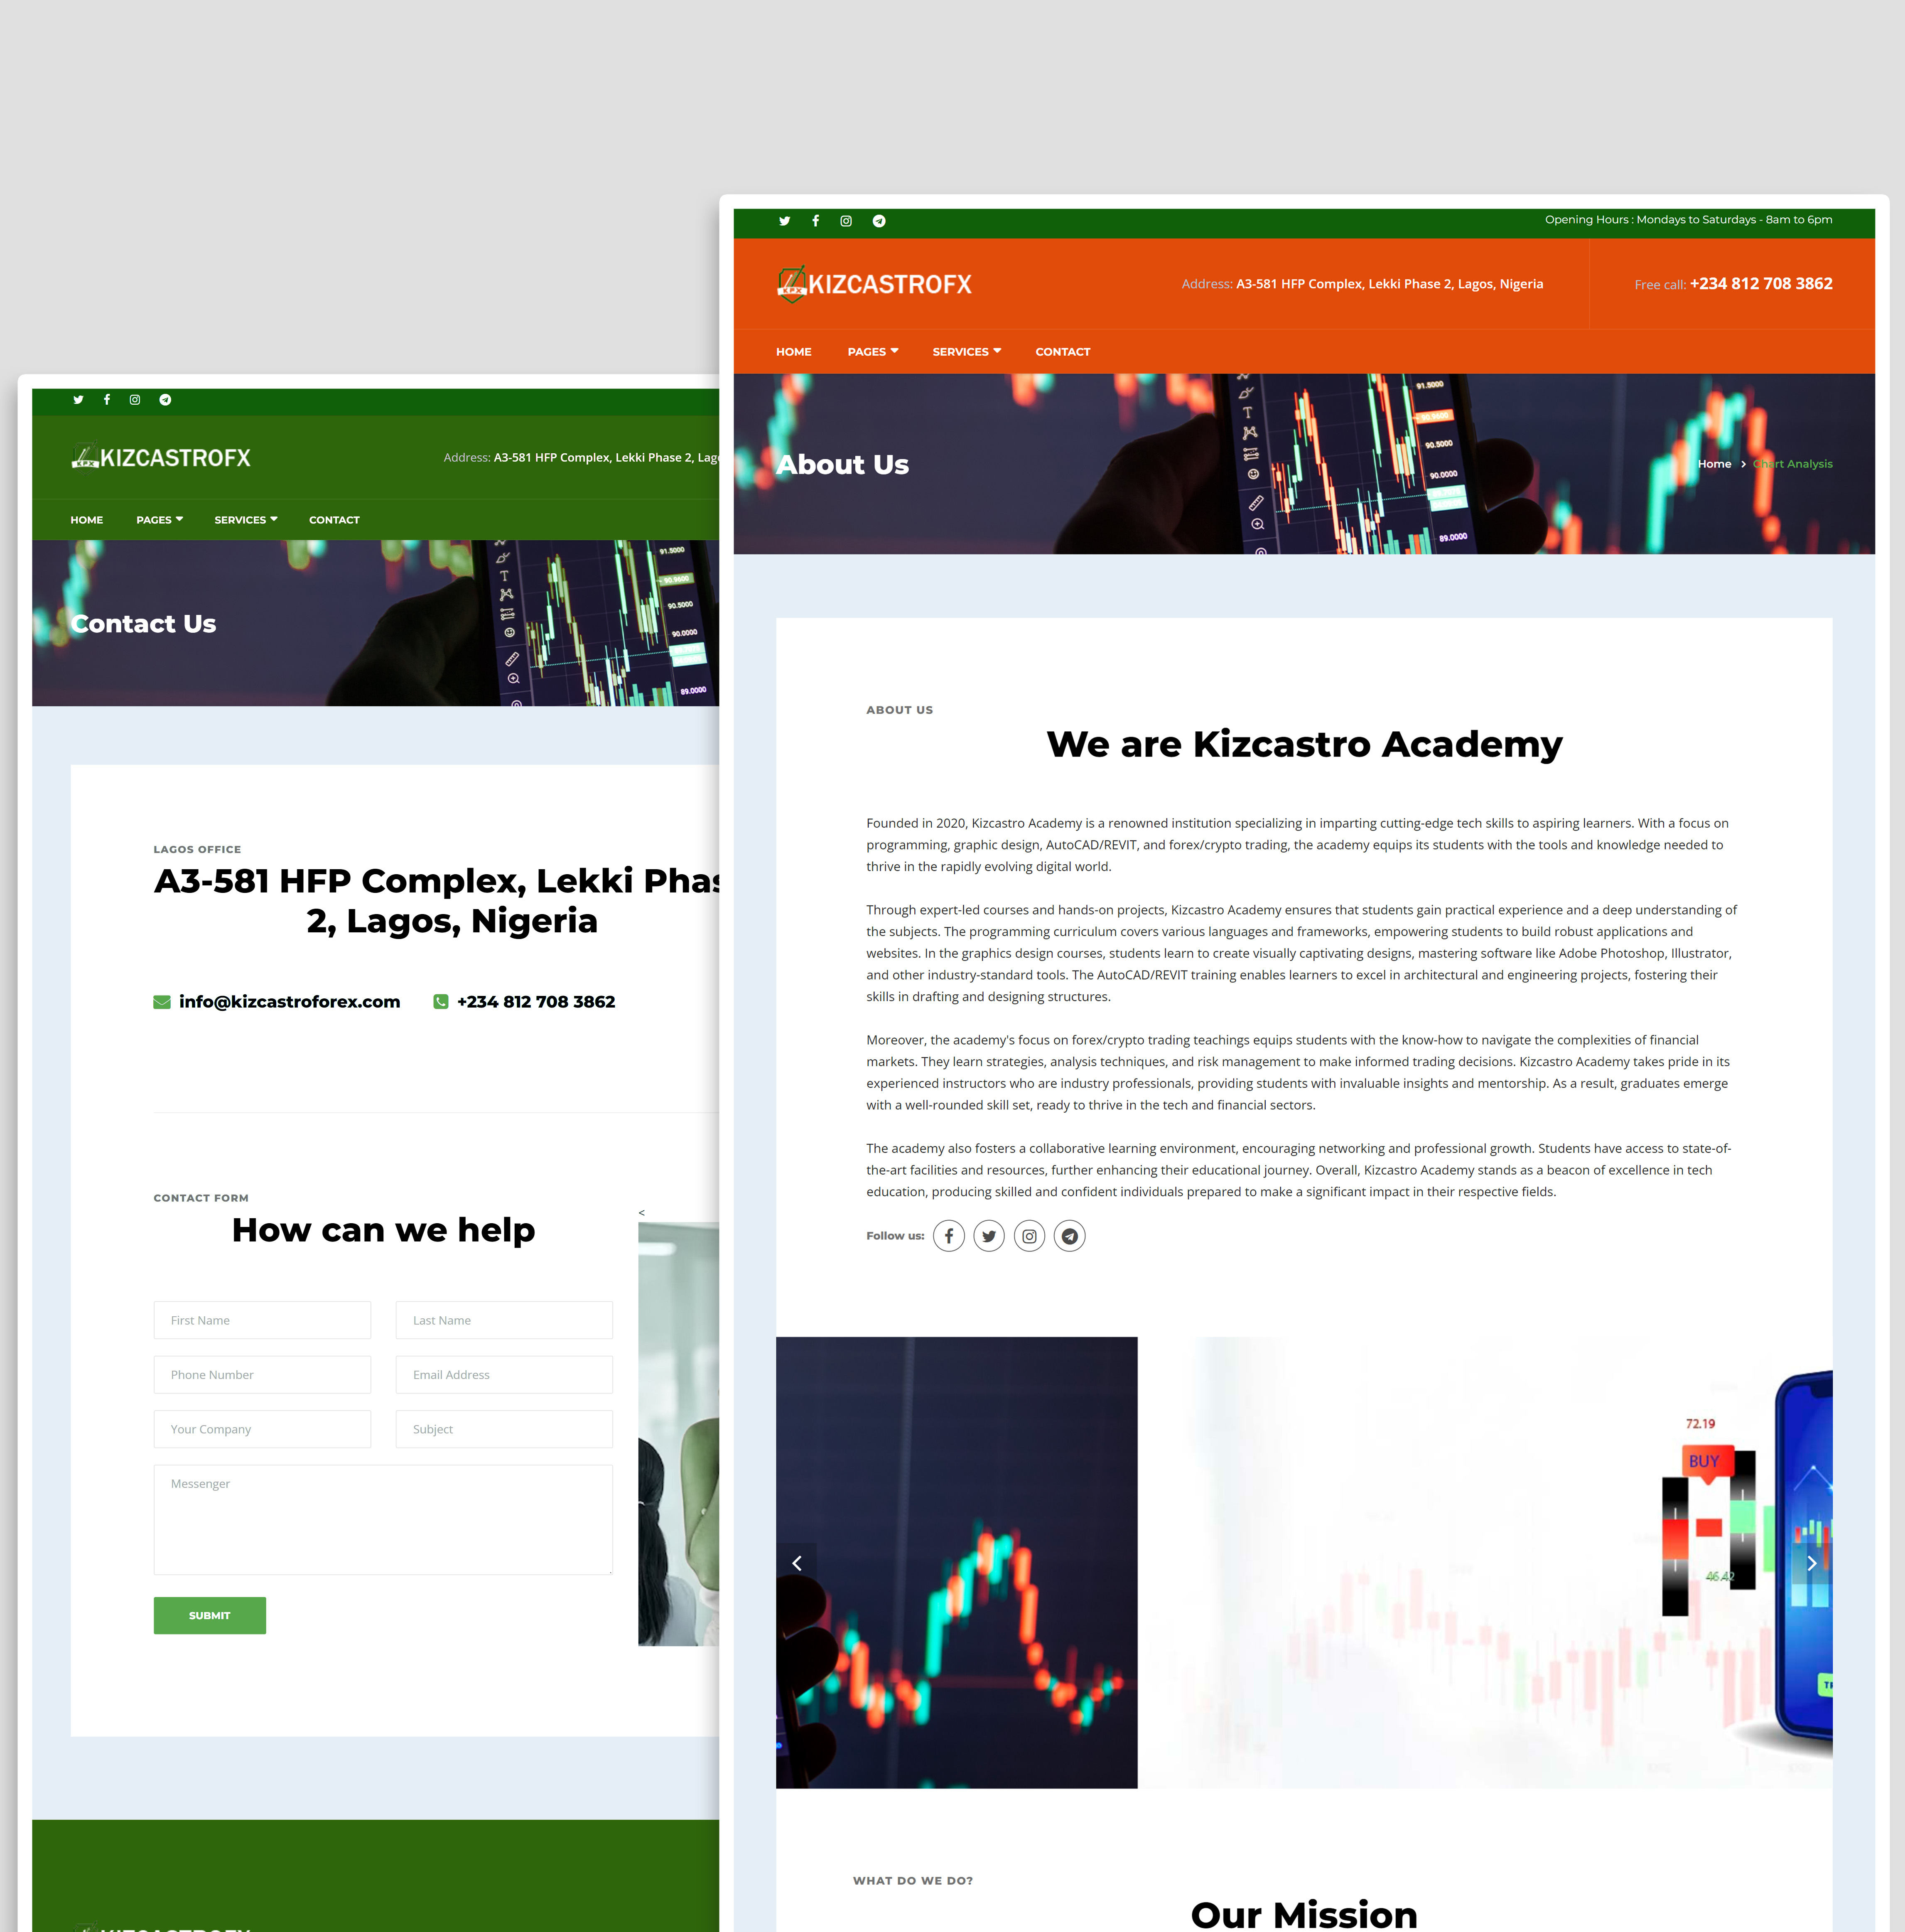 Opening Hours : Mondays to Saturdays - 8am to 6pm
KPX
KIZCASTROFX
Address: A3-581 HFP Complex, Lekki Phase 2, Lagos, Nigeria
Free call: +234 812 708 3862
HOME
PAGES
SERVICES
CONTACT
91.5000
90.5000
90.0000
89.0000
About Us
Home > Chart Analysis
ABOUT US
We are Kizcastro Academy
Founded in 2020, Kizcastro Academy is a renowned institution specializing in imparting cutting-edge tech skills to aspiring learners. With a focus on
programming, graphic design, AutoCAD/REVIT, and forex/crypto trading, the academy equips its students with the tools and knowledge needed to
thrive in the rapidly evolving digital world.
Through expert-led courses and hands-on projects, Kizcastro Academy ensures that students gain practical experience and a deep understanding of
the subjects. The programming curriculum covers various languages and frameworks, empowering students to build robust applications and
websites. In the graphics design courses, students learn to create visually captivating designs, mastering software like Adobe Photoshop, Illustrator,
and other industry-standard tools. The AutoCAD/REVIT training enables learners to excel in architectural and engineering projects, fostering their
skills in drafting and designing structures.
Moreover, the academy's focus on forex/crypto trading teachings equips students with the know-how to navigate the complexities of financial
markets. They learn strategies, analysis techniques, and risk management to make informed trading decisions. Kizcastro Academy takes pride in its
experienced instructors who are industry professionals, providing students with invaluable insights and mentorship. As a result, graduates emerge
with a well-rounded skill set, ready to thrive in the tech and financial sectors.
The academy also fosters a collaborative learning environment, encouraging networking and professional growth. Students have access to state-of-
the-art facilities and resources, further enhancing their educational journey. Overall, Kizcastro Academy stands as a beacon of excellence in tech
education, producing skilled and confident individuals prepared to make a significant impact in their respective fields.
Follow us:
72.19
BUY
46.42
WHAT DO WE DO?
Our Mission
KPX
KIZCASTROFX
Address: A3-581 HFP Complex, Lekki Phase 2, Lago
HOME
PAGES
SERVICES
CONTACT
91.5000
90.5000
90.0000
89.0000
Contact Us
LAGOS OFFICE
A3-581 HFP Complex, Lekki Phas
2, Lagos, Nigeria
info@kizcastroforex.com
+234 812 708 3862
CONTACT FORM
How can we help
<
First Name
Last Name
Phone Number
Email Address
Your Company
Subject
Messenger
SUBMIT